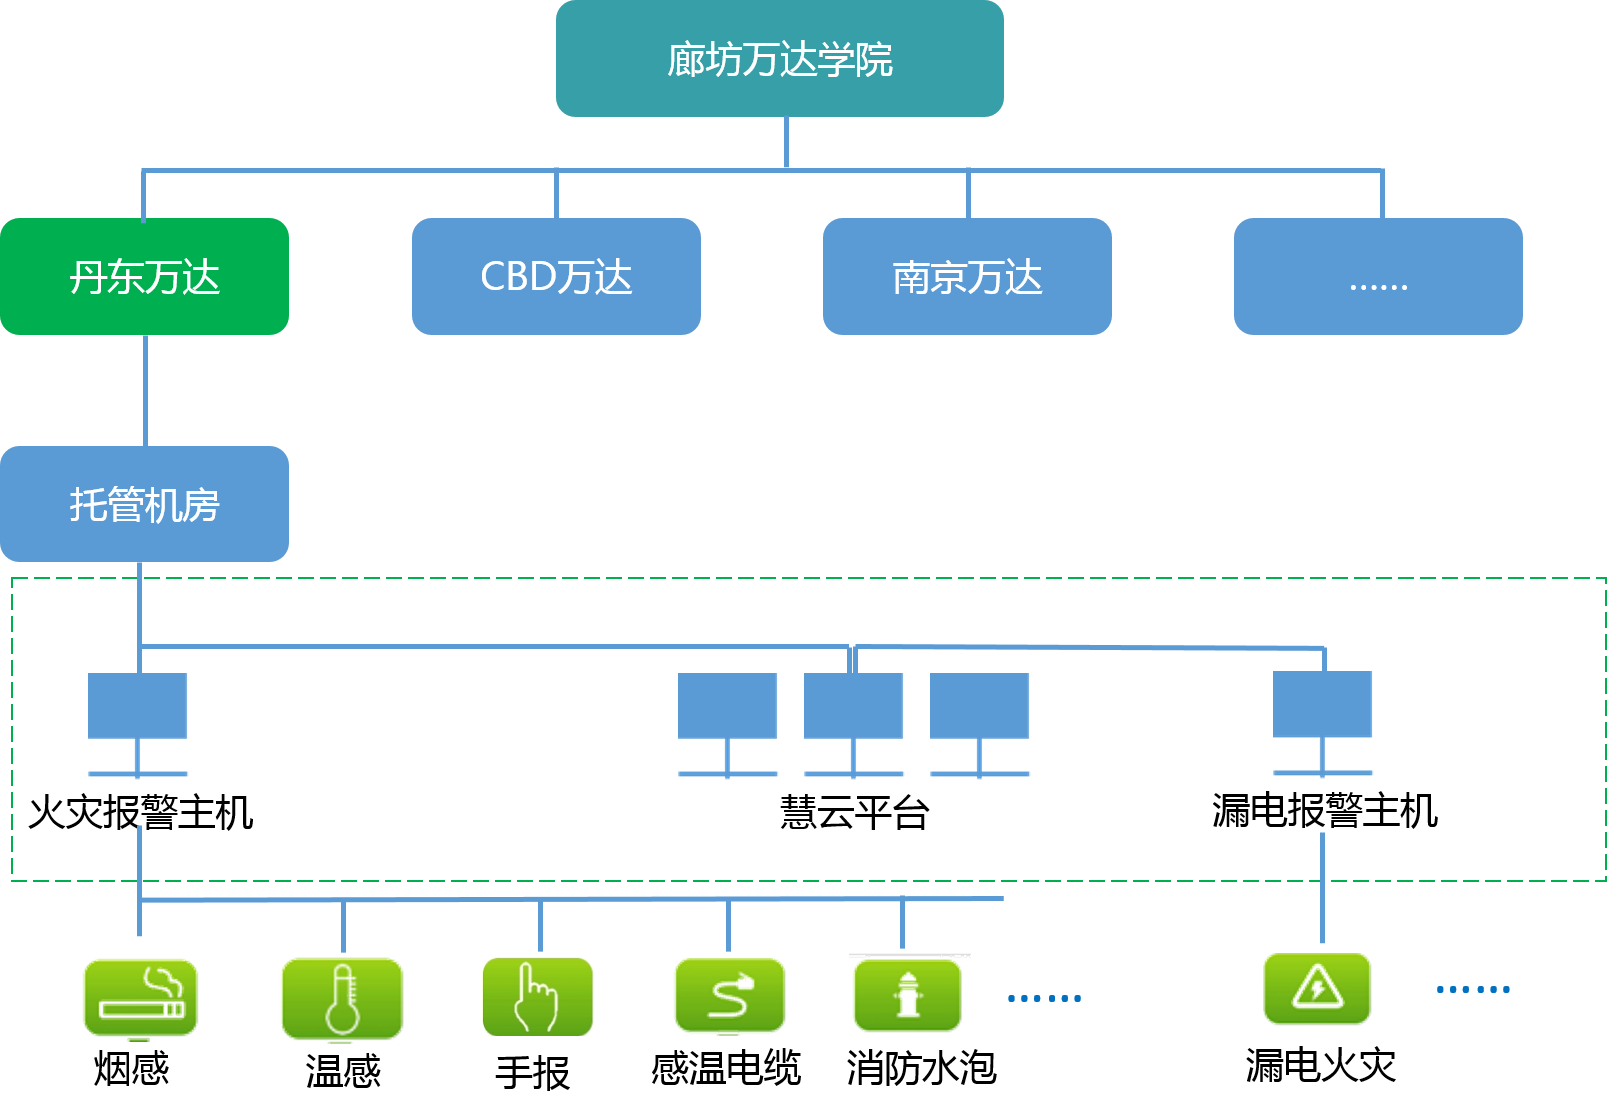 廊坊万达学院
丹东万达
CBD万达
南京万达
......
托管机房
火灾报警主机
慧云平台
漏电报警主机
……
……
烟感
温感
手报
感温电缆
消防水泡
漏电火灾